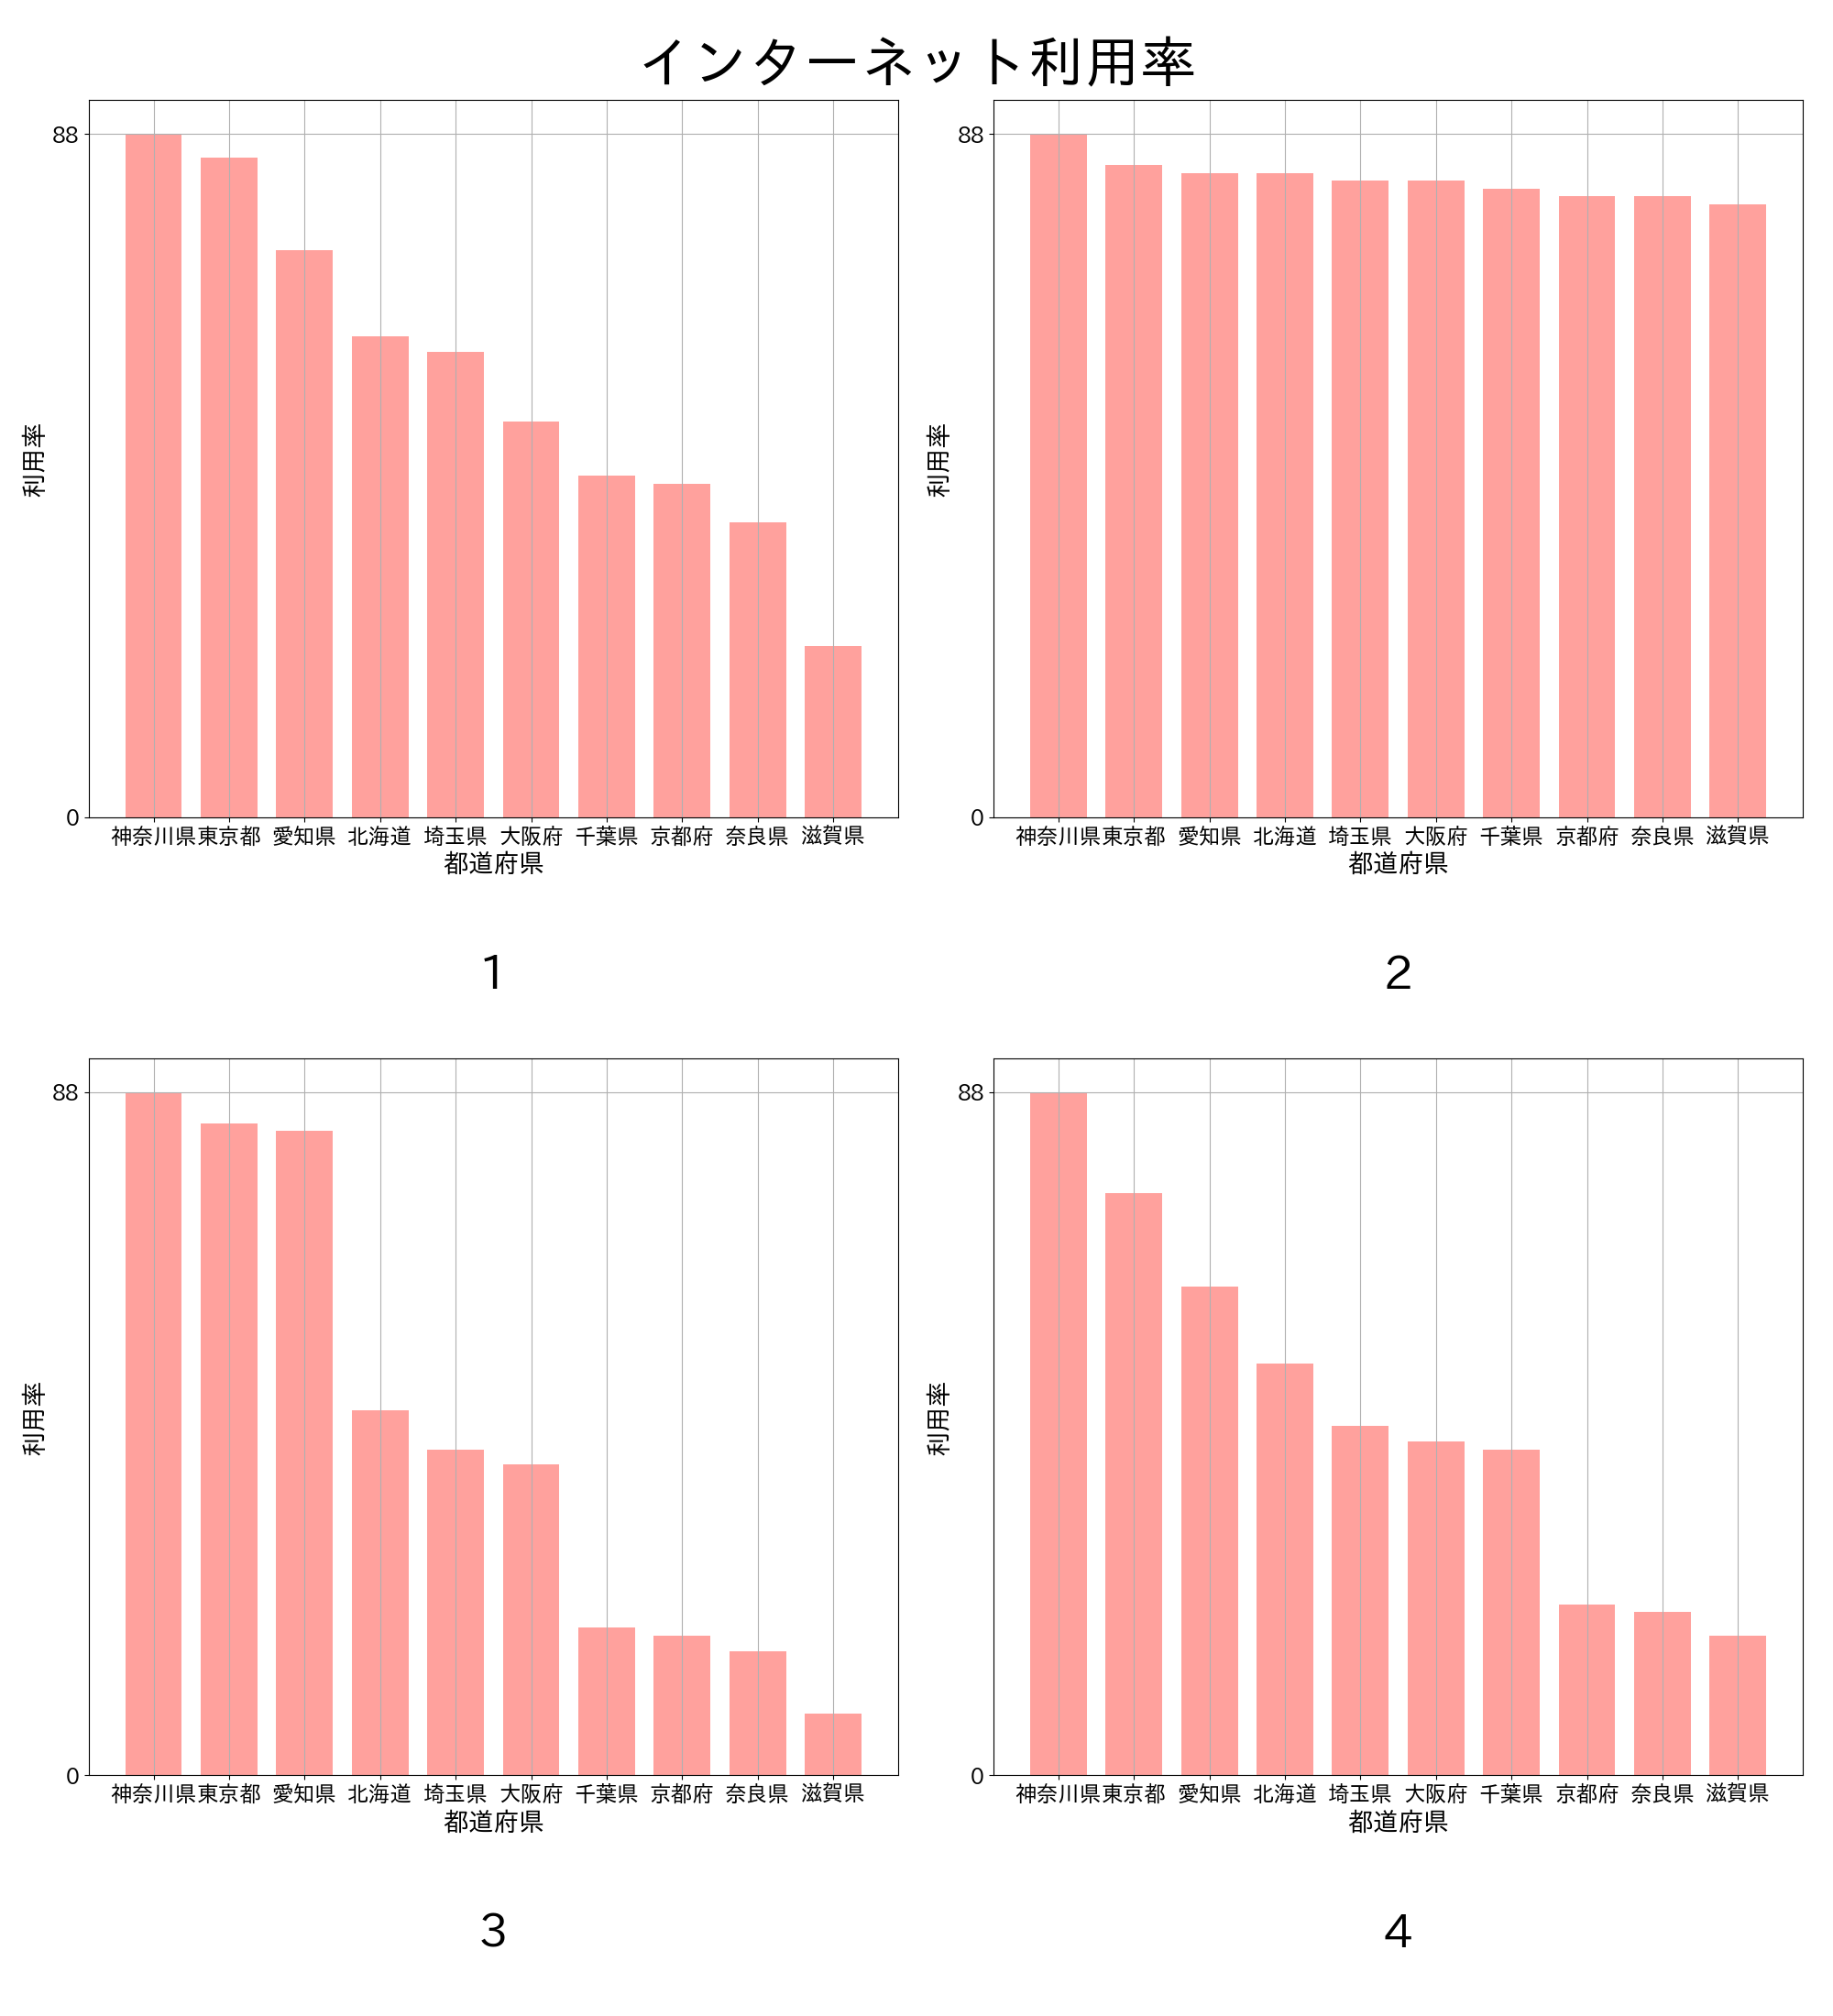 インターネット利用率
88
0
利用率
神奈川県 東京都 愛知県 北海道 埼玉県 大阪府 千葉県 京都府 奈良県 滋賀県
都道府県
1
88
0
利用率
神奈川県 東京都 愛知県 北海道 埼玉県 大阪府 千葉県 京都府 奈良県 滋賀県
都道府県
2
88
0
利用率
神奈川県 東京都 愛知県 北海道 埼玉県 大阪府 千葉県 京都府 奈良県 滋賀県
都道府県
3
88
0
利用率
神奈川県 東京都 愛知県 北海道 埼玉県 大阪府 千葉県 京都府 奈良県 滋賀県
都道府県
4